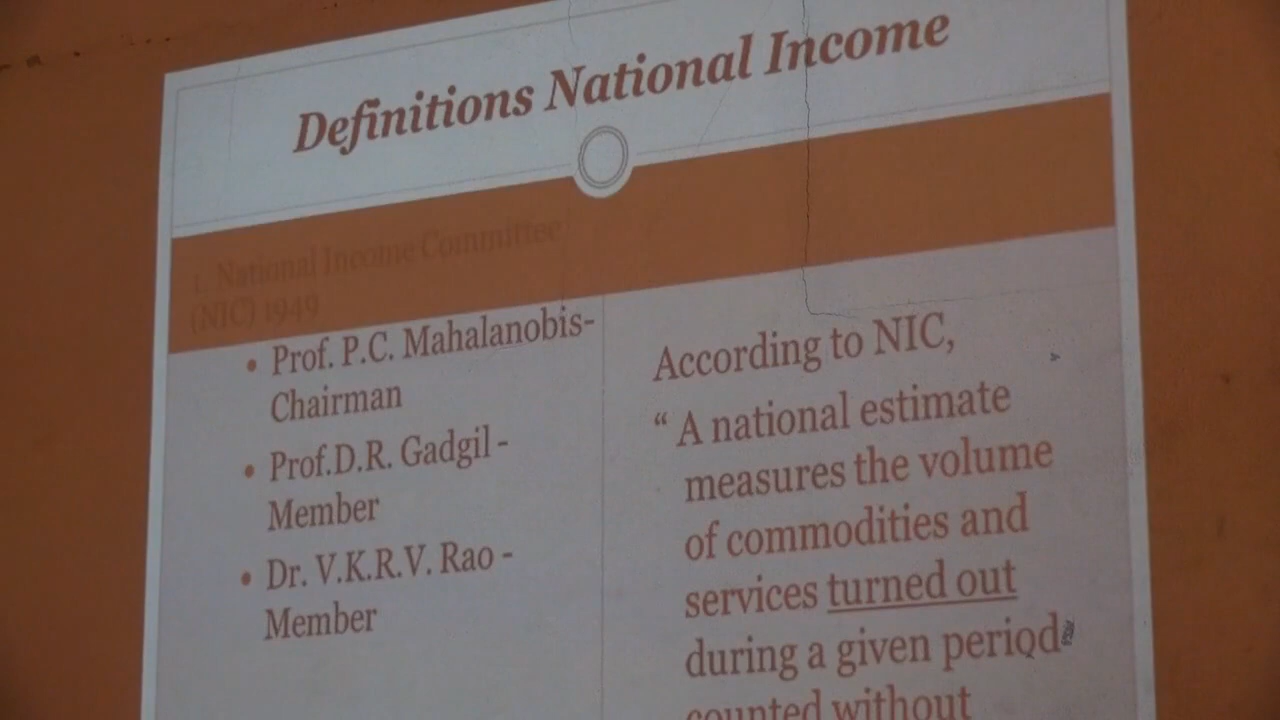 Definitions National Income
1. National Income Committee
(NIC) 1949
• Prof. P.C. Mahalanobis-
Chairman
• Prof.D.R. Gadgil -
Member
• Dr. V.K.R.V. Rao -
Member
According to NIC,
“ A national estimate
measures the volume
of commodities and
services turned out
during a given period
counted without